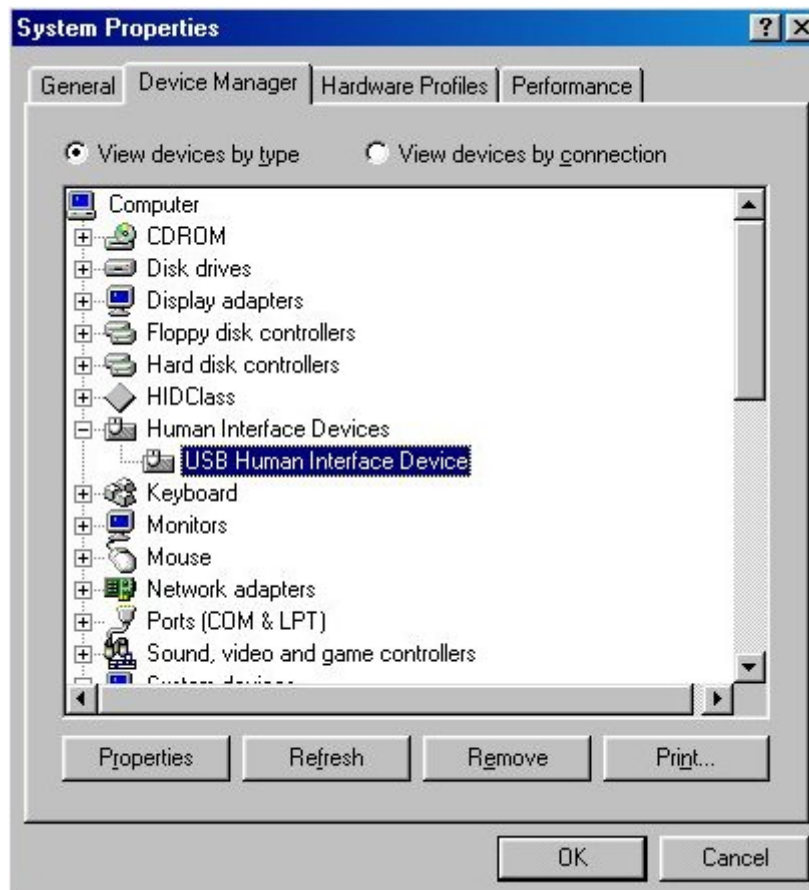 System Properties
General Device Manager Hardware Profiles Performance
View devices by type View devices by connection
Computer
CDROM
Disk drives
Display adapters
Floppy disk controllers
Hard disk controllers
HIDClass
Human Interface Devices
USB Human Interface Device
Keyboard
Monitors
Mouse
Network adapters
Ports (COM & LPT)
Sound, video and game controllers
System devices
Properties Refresh Remove Print...
OK Cancel